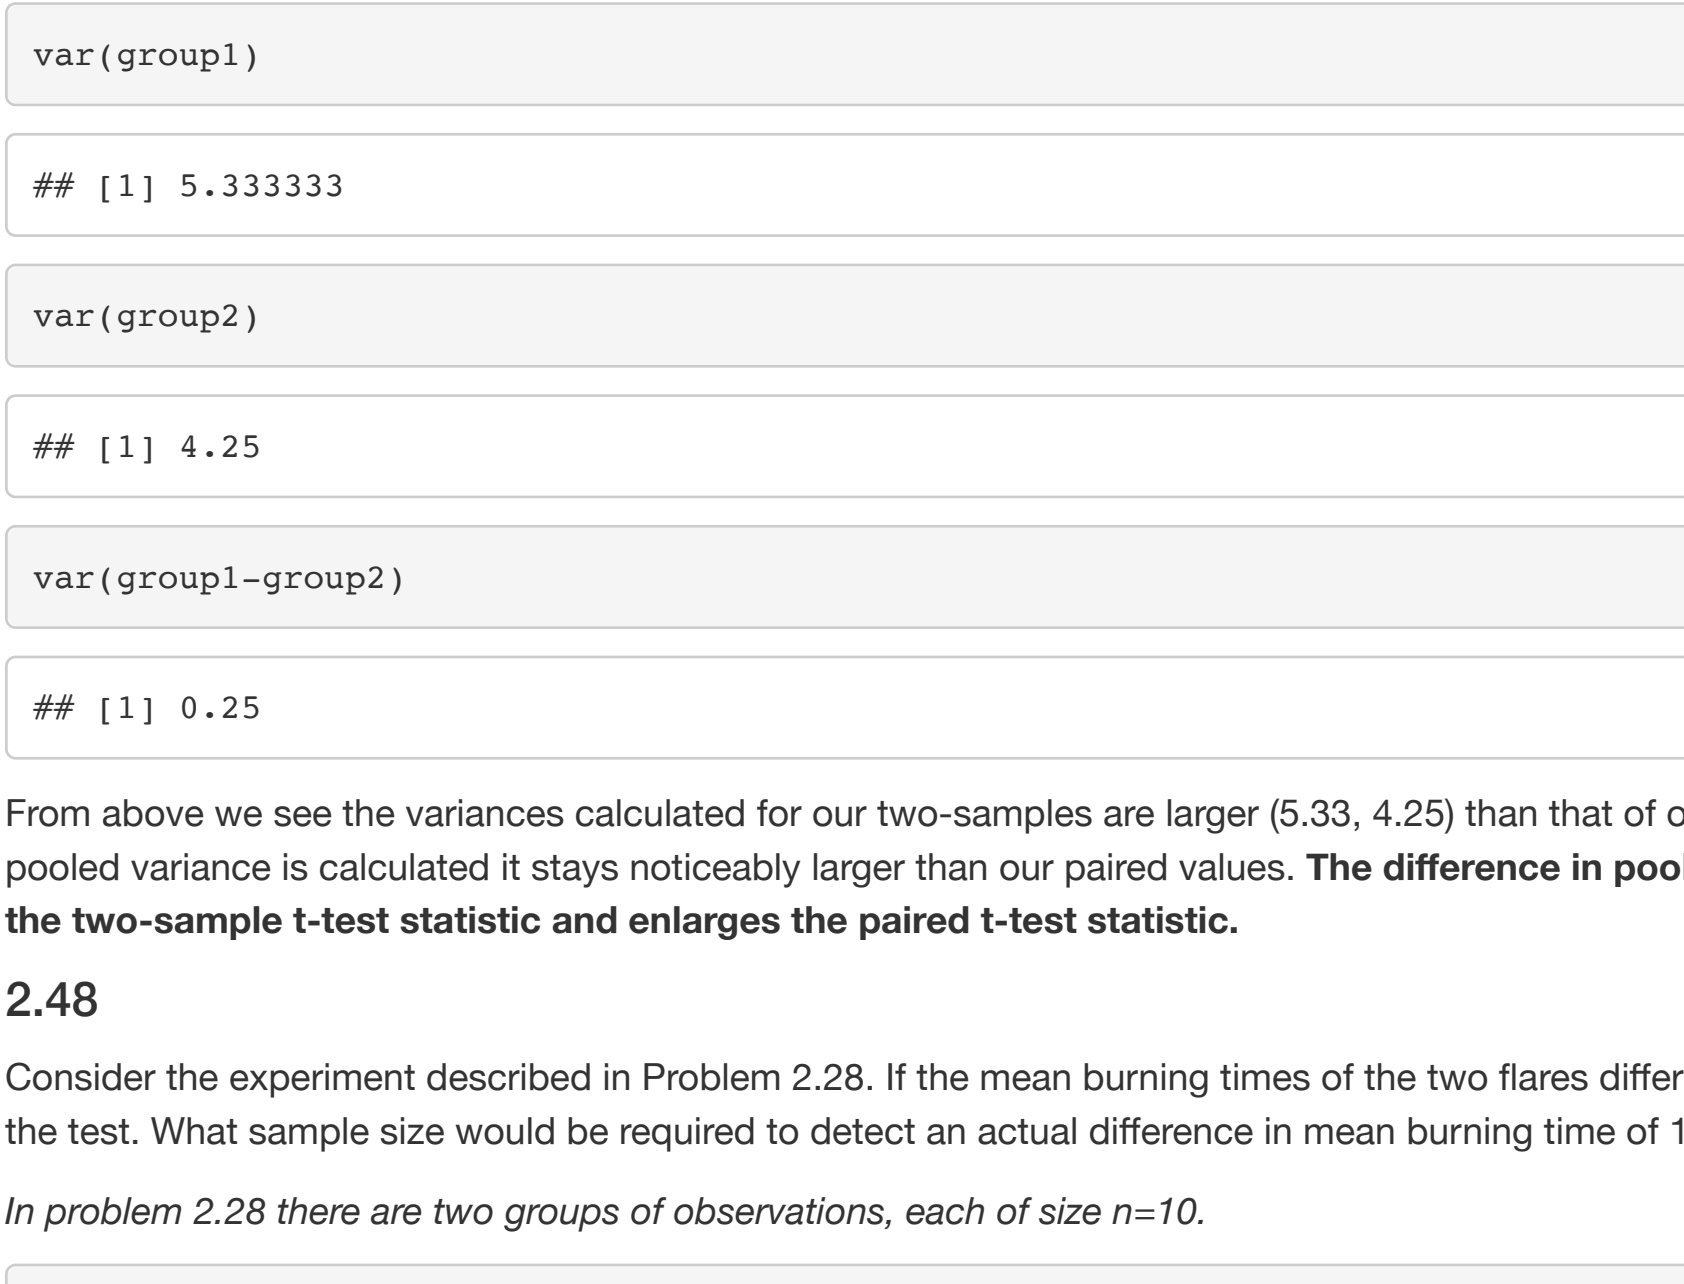 var(group1)
## [1] 5.333333
var(group2)
## [1] 4.25
var(group1-group2)
## [1] 0.25
From above we see the variances calculated for our two-samples are larger (5.33, 4.25) than that of
pooled variance is calculated it stays noticeably larger than our paired values. The difference in
the two-sample t-test statistic and enlarges the paired t-test statistic.
2.48
Consider the experiment described in Problem 2.28. If the mean burning times of the two flares differ
the test. What sample size would be required to detect an actual difference in mean burning time of 1
In problem 2.28 there are two groups of observations, each of size n=10.